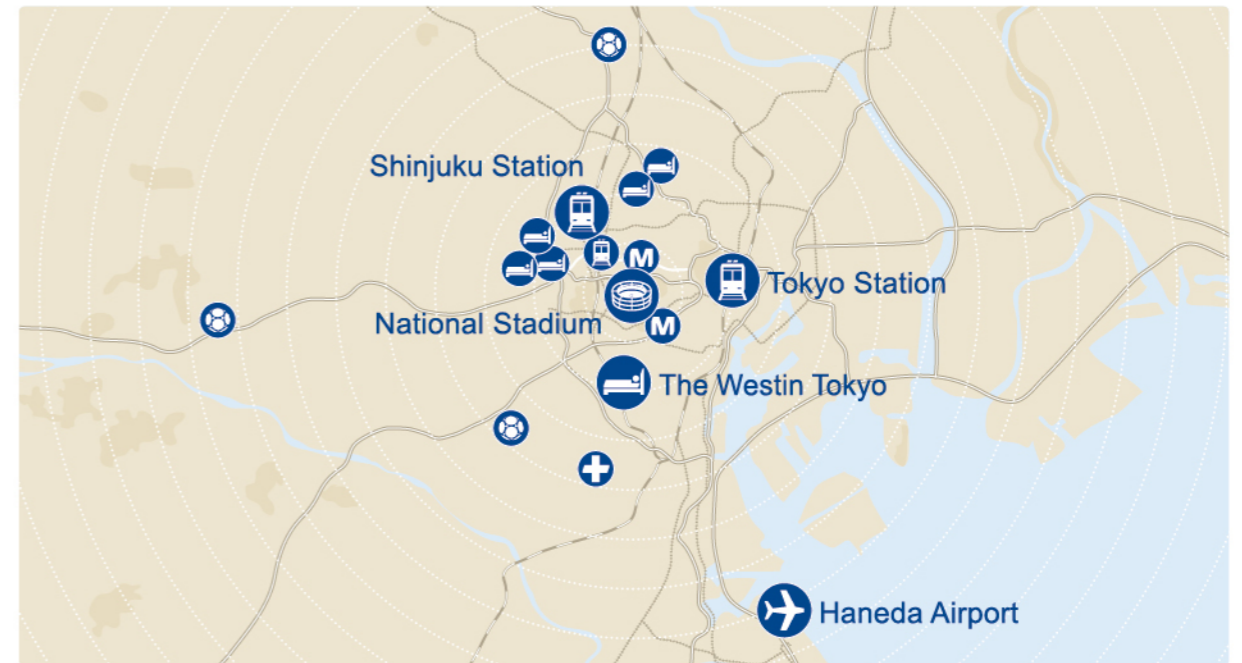 Shinjuku Station
M
Tokyo Station
National Stadium
M
The Westin Tokyo
Haneda Airport